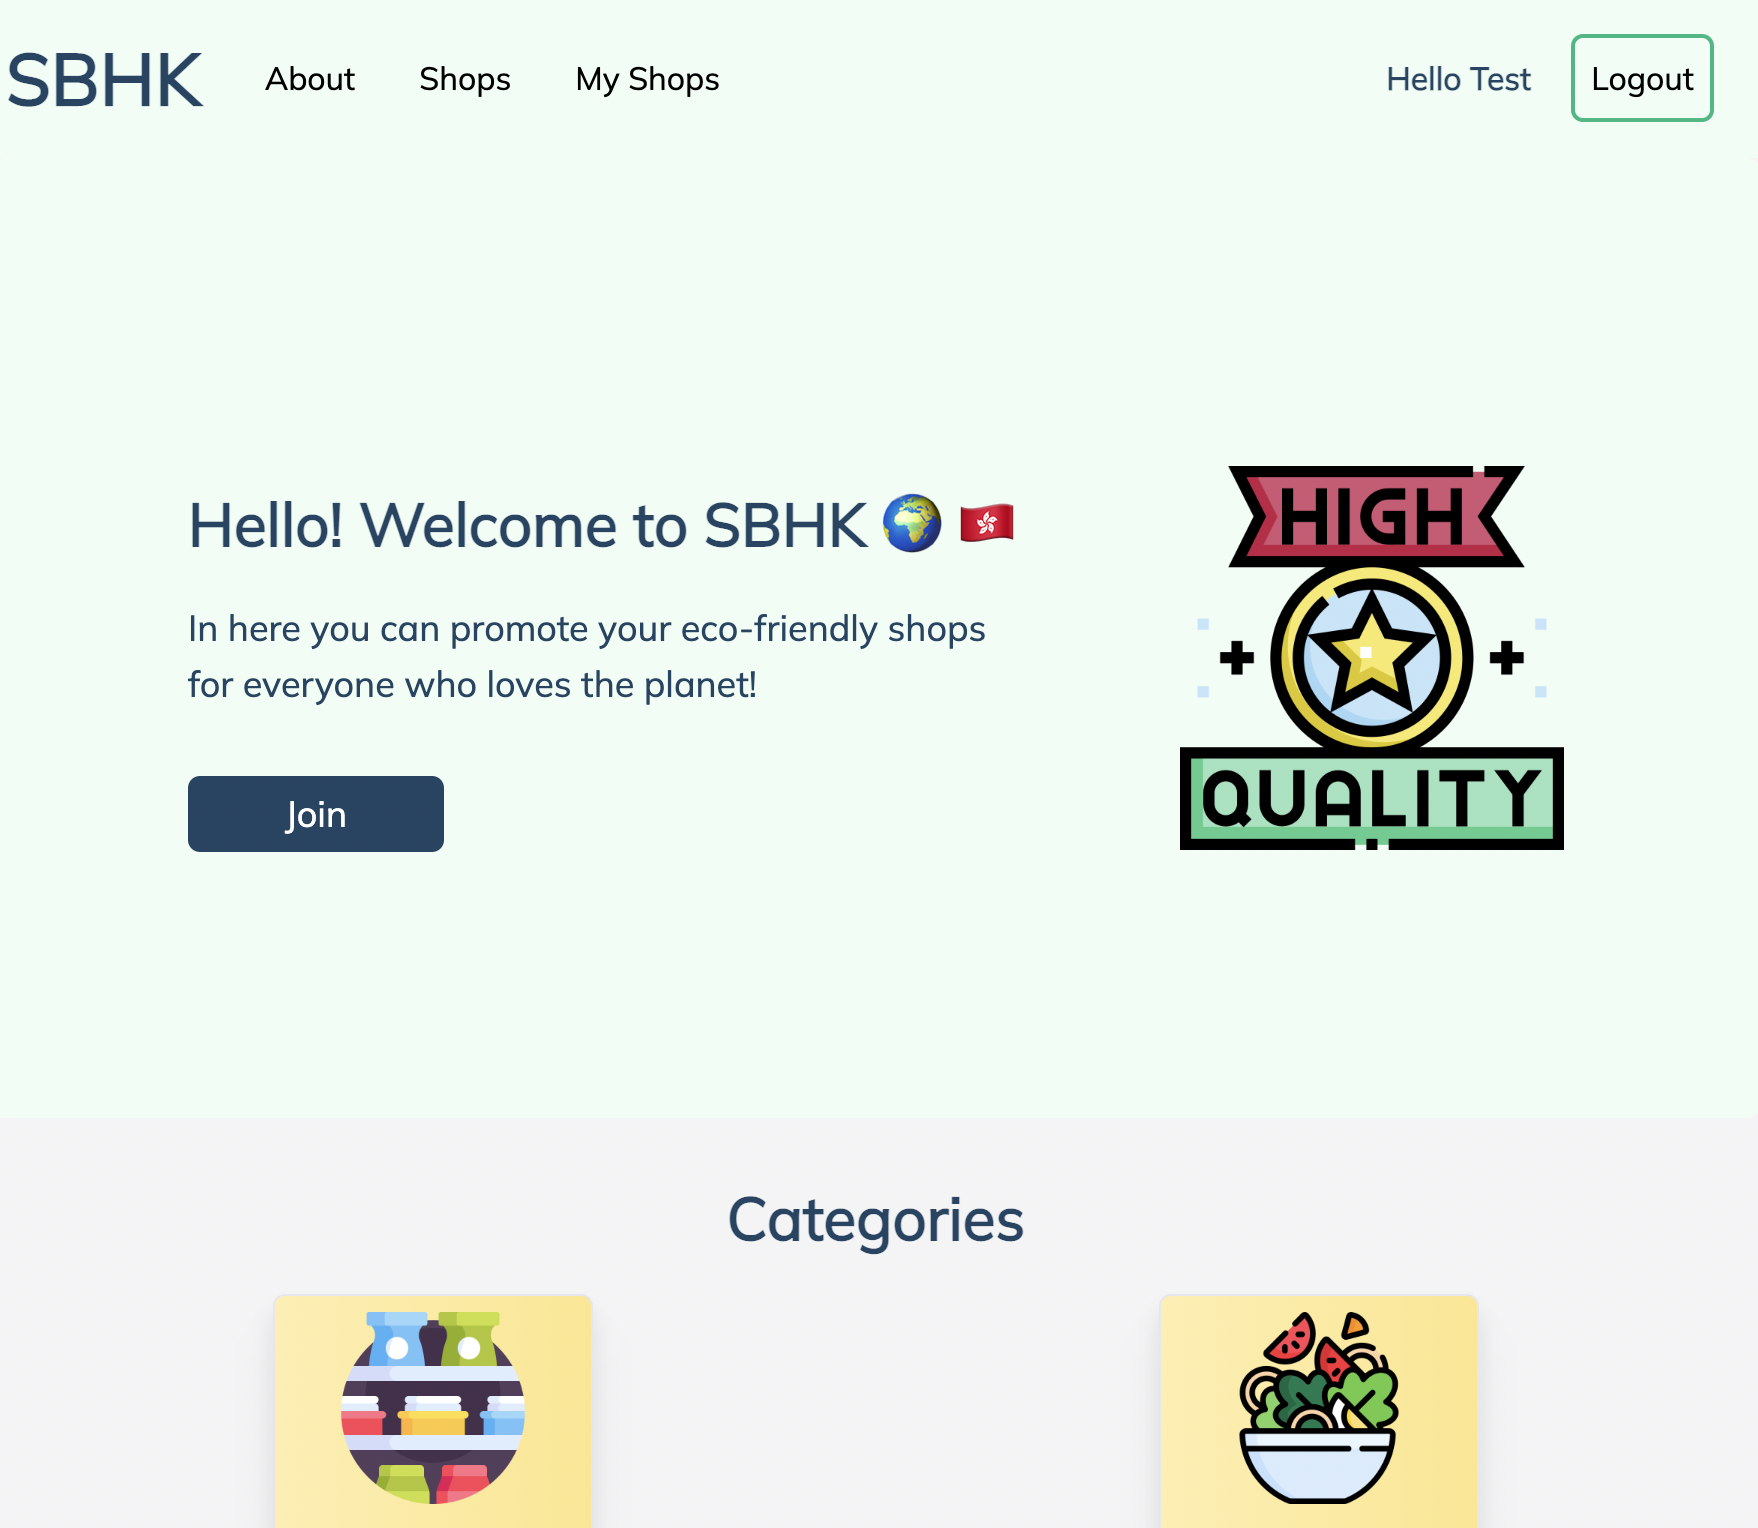 SBHK
About
Shops
My Shops
Hello Test
Logout
Hello! Welcome to SBHK 🌍 🇭🇰
In here you can promote your eco-friendly shops
for everyone who loves the planet!
Join
HIGH
QUALITY
Categories